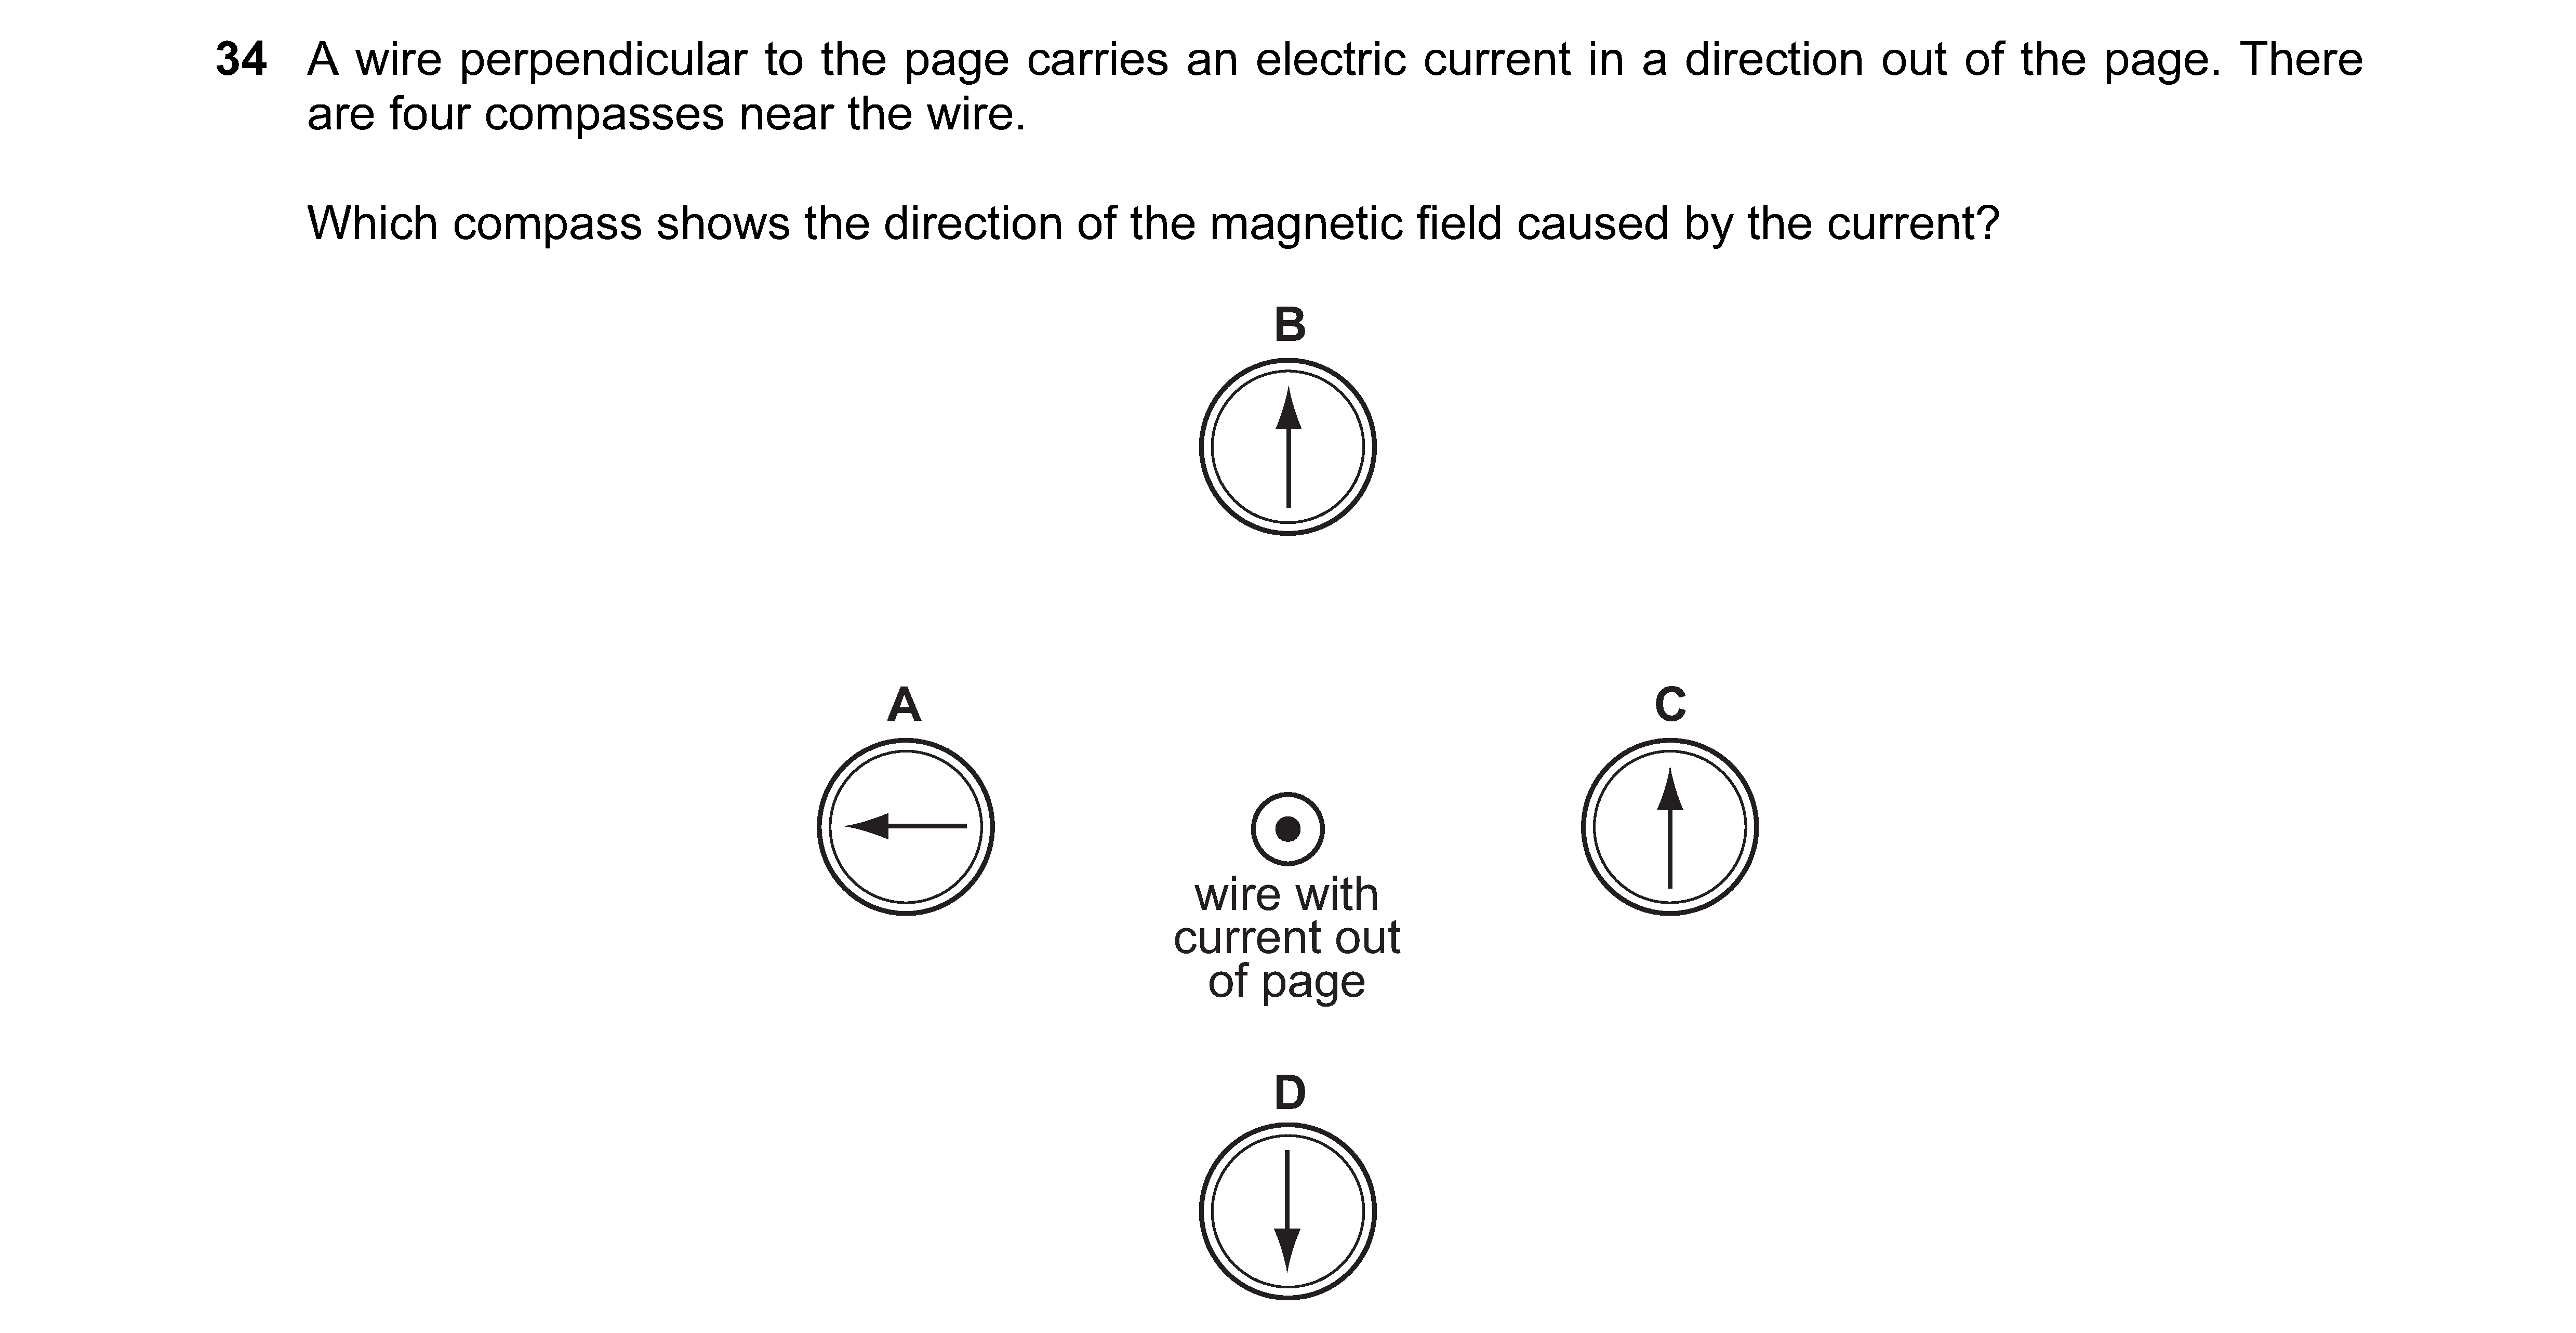 34 A wire perpendicular to the page carries an electric current in a direction out of the page. There
are four compasses near the wire.
Which compass shows the direction of the magnetic field caused by the current?
B
A
C
wire with
current out
of page
D